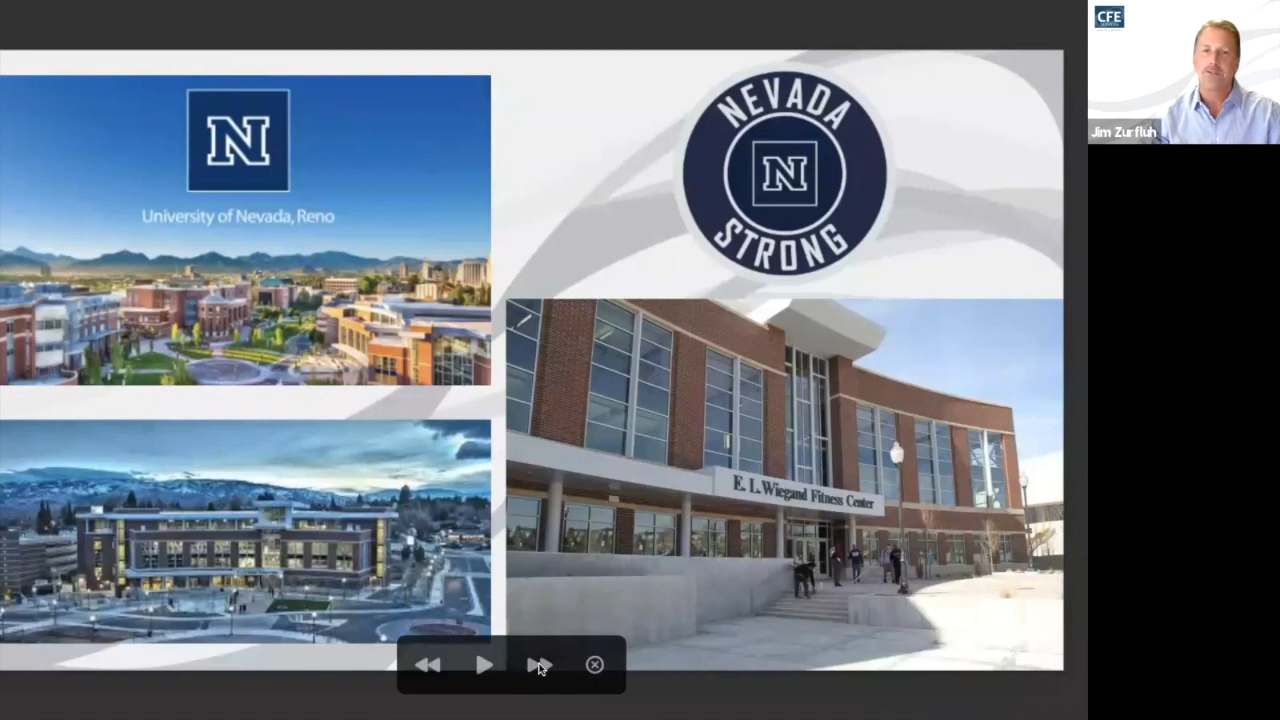 N
University of Nevada, Reno
NEVADA
N
STRONG
E. L. Wiegand Fitness Center
CFE
Jim Zurfluh